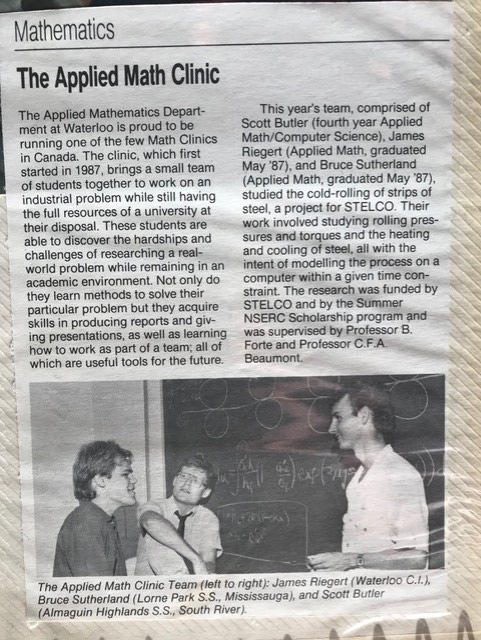 Mathematics
The Applied Math Clinic
The Applied Mathematics Depart-
ment at Waterloo is proud to be
running one of the few Math Clinics
in Canada. The clinic, which first
started in 1987, brings a small team
of students together to work on an
industrial problem while still having
the full resources of a university at
their disposal. These students are
able to discover the hardships and
challenges of researching a real-
world problem while remaining in an
academic environment. Not only do
they learn methods to solve their
particular problem but they acquire
skills in producing reports and giv-
ing presentations, as well as learning
how to work as part of a team; all of
which are useful tools for the future.
This year's team, comprised of
Scott Butler (fourth year Applied
Math/Computer Science), James
Riegert (Applied Math, graduated
May '87), and Bruce Sutherland
(Applied Math, graduated May '87),
studied the cold-rolling of strips of
steel, a project for STELCO. Their
work involved studying rolling pres-
sures and torques and the heating
and cooling of steel, all with the
intent of modelling the process on a
computer within a given time con-
straint. The research was funded by
STELCO and by the Summer
NSERC Scholarship program and
was supervised by Professor B.
Forte and Professor C.F.A.
Beaumont.
The Applied Math Clinic Team (left to right): James Riegert (Waterloo C.I.),
Bruce Sutherland (Lorne Park S.S., Mississauga), and Scott Butler
(Almaguin Highlands S.S., South River).